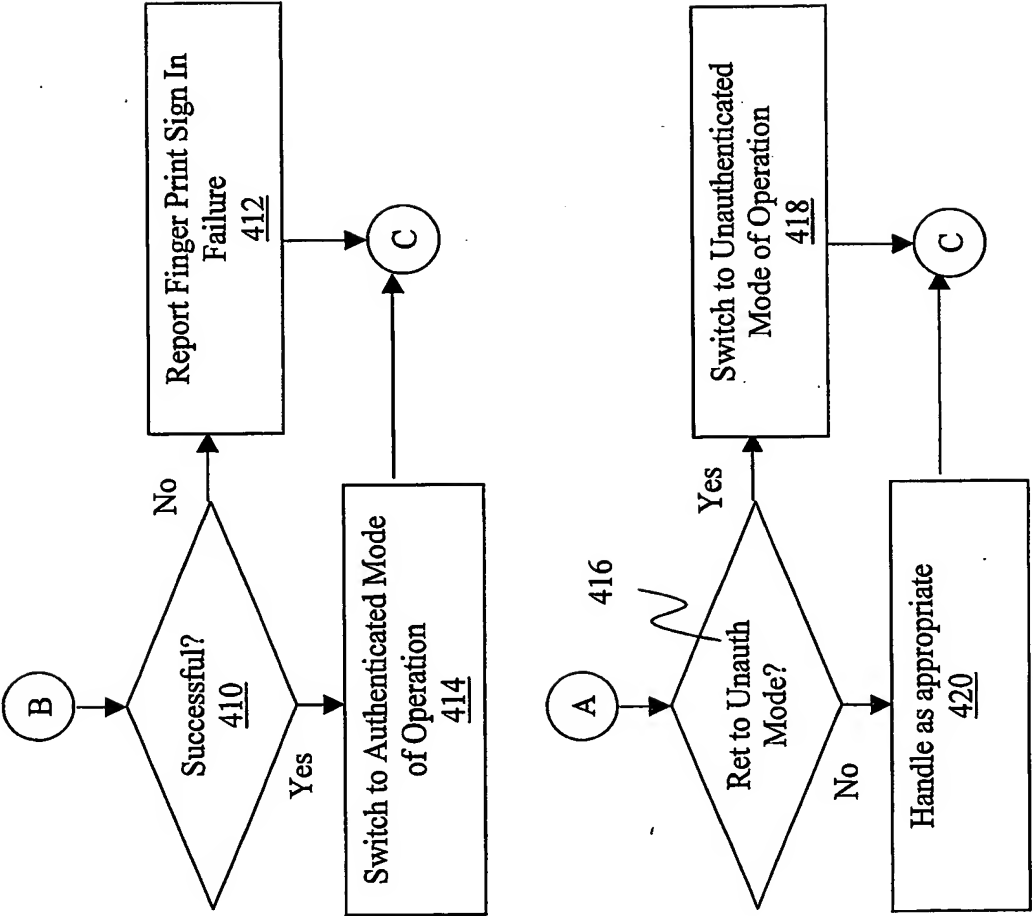 B
Successful?
410
No
Report Finger Print Sign In
Failure
412
Yes
Switch to Authenticated Mode
of Operation
414
C
A
416
Ret to Unauth
Mode?
Yes
Switch to Unauthenticated
Mode of Operation
418
No
Handle as appropriate
420
C